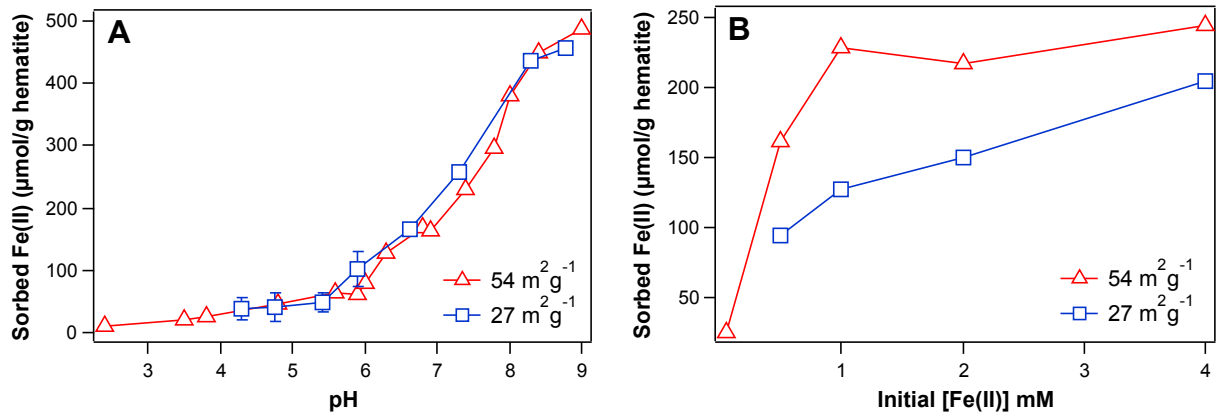 A
Sorbed Fe(II) (μmol/g hematite)
500
400
300
200
100
0
54 m²g⁻¹
27 m²g⁻¹
3 4 5 6 7 8 9
pH
B
Sorbed Fe(II) (μmol/g hematite)
250
200
150
100
50
54 m²g⁻¹
27 m²g⁻¹
1 2 3 4
Initial [Fe(II)] mM